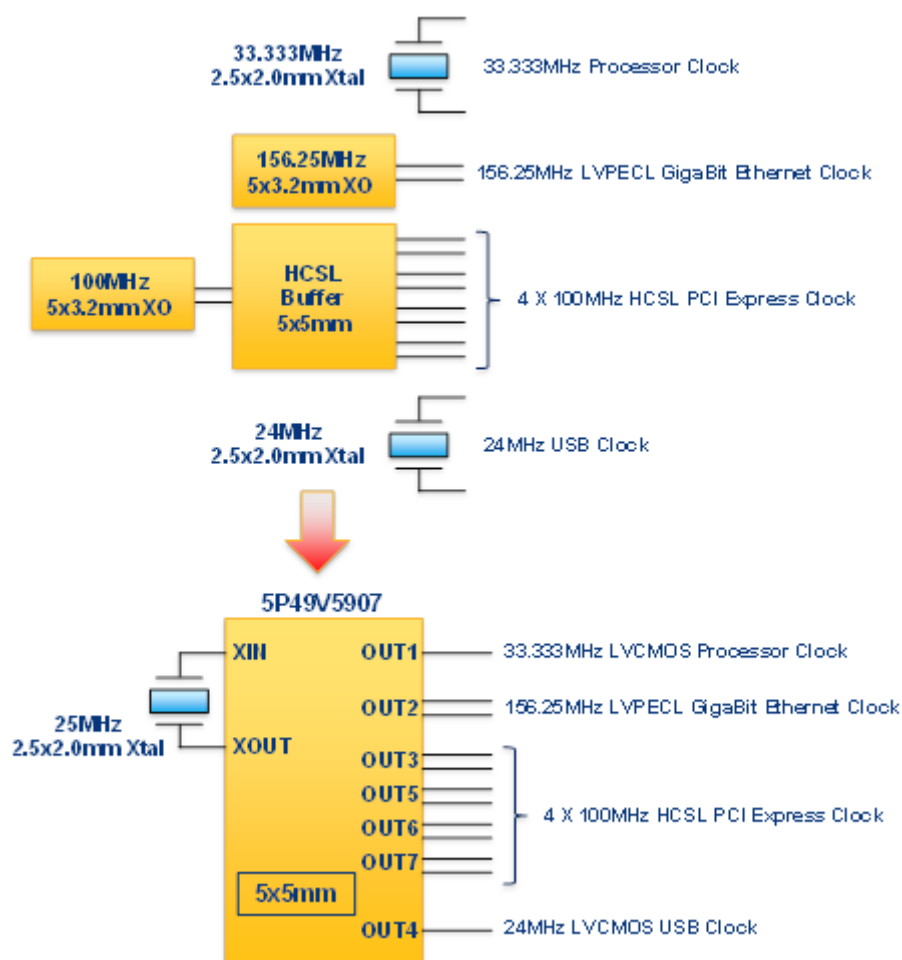 33.333MHz
2.5x2.0mm Xtal
33.333MHz Processor Clock
156.25MHz
5x3.2mm XO
156.25MHz LVPECL GigaBit Ethernet Clock
100MHz
5x3.2mm XO
HCSL
Buffer
5x5mm
4 X 100MHz HCSL PCI Express Clock
24MHz
2.5x2.0mm Xtal
24MHz USB Clock
5P49V5907
XIN
OUT1
33.333MHz LVCMOS Processor Clock
25MHz
2.5x2.0mm Xtal
OUT2
156.25MHz LVPECL GigaBit Ethernet Clock
XOUT
OUT3
OUT5
OUT6
OUT7
4 X 100MHz HCSL PCI Express Clock
5x5mm
OUT4
24MHz LVCMOS USB Clock